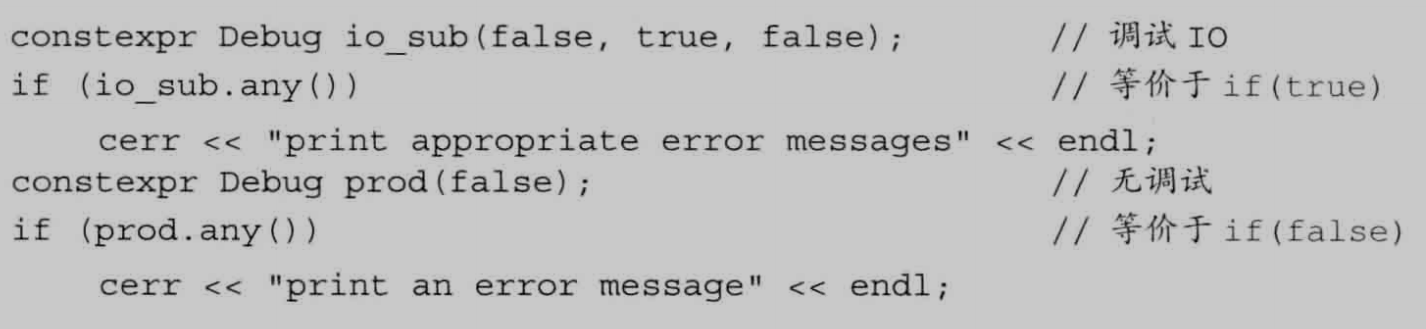 constexpr Debug io_sub(false, true, false); // 调试 IO
if (io_sub.any()) // 等价于 if(true)
cerr << "print appropriate error messages" << endl;
constexpr Debug prod(false); // 无调试
if (prod.any()) // 等价于 if(false)
cerr << "print an error message" << endl;